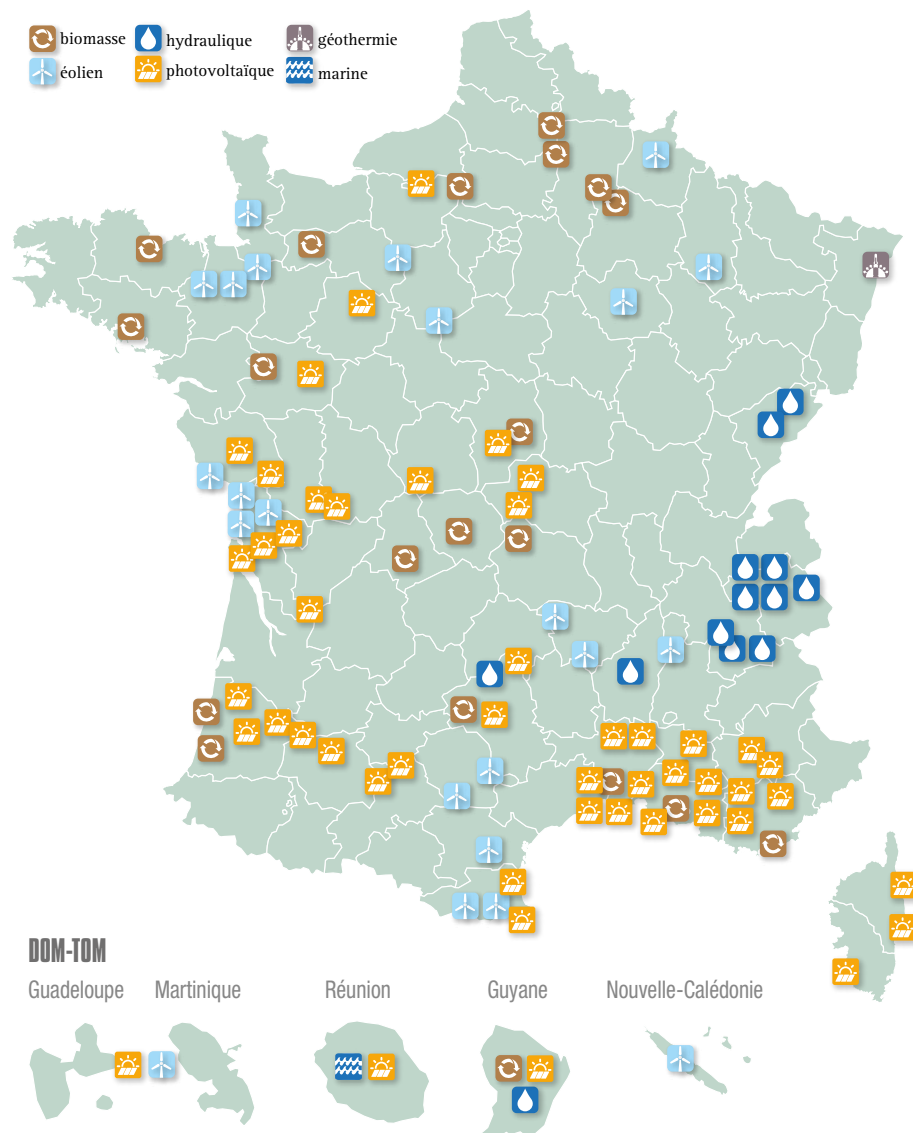 biomasse hydraulique géothermie
éolien photovoltaïque marine
DOM-TOM
Guadeloupe Martinique Réunion Guyane Nouvelle-Calédonie